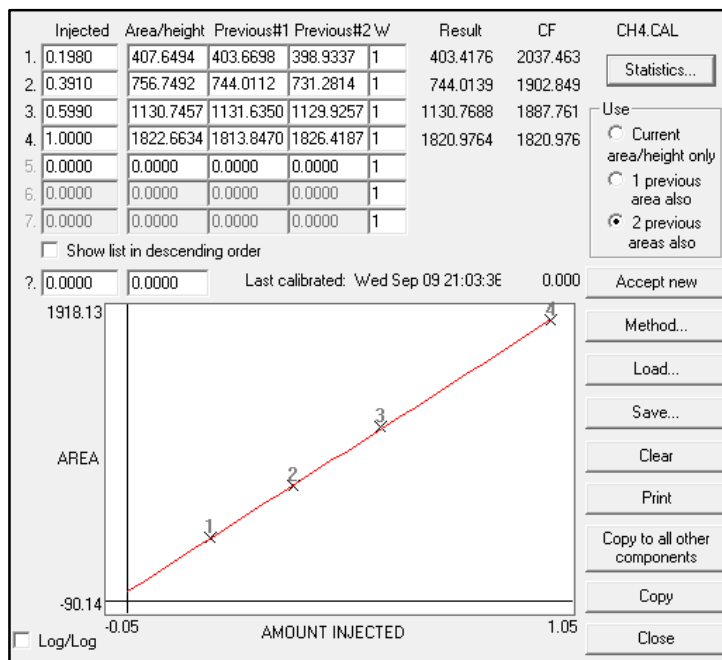 Injected Area/height Previous#1 Previous#2 W Result CF CH4.CAL
1. 0.1980 407.6494 403.6698 398.9337 1 403.4176 2037.463
Statistics...
2. 0.3910 756.7492 744.0112 731.2814 1 744.0139 1902.849
3. 0.5990 1130.7457 1131.6350 1129.9257 1 1130.7688 1887.761
4. 1.0000 1822.6634 1813.8470 1826.4187 1 1820.9764 1820.976
5. 0.0000 0.0000 0.0000 0.0000 1
6. 0.0000 0.0000 0.0000 0.0000 1
7. 0.0000 0.0000 0.0000 0.0000 1
Use
Current
area/height only
1 previous
area also
2 previous
areas also
Show list in descending order
?. 0.0000 0.0000 Last calibrated: Wed Sep 09 21:03:36 0.000
Accept new
Method...
Load...
Save...
Clear
Print
Copy to all other
components
Copy
Close
1918.13
4
3
2
1
AREA
-90.14
-0.05 AMOUNT INJECTED 1.05
Log/Log